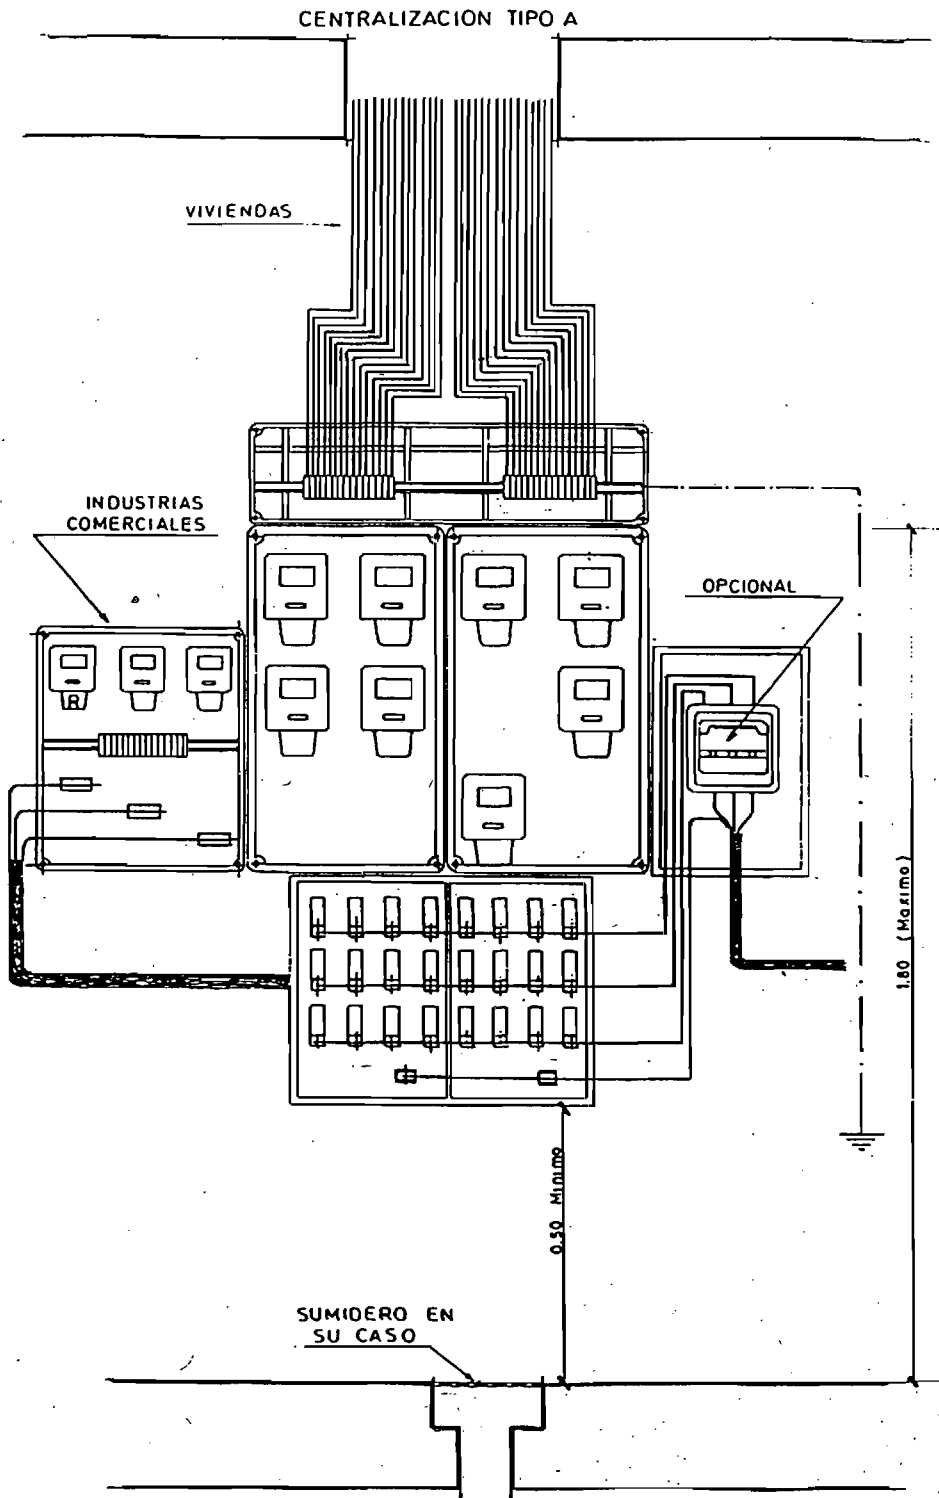 CENTRALIZACION TIPO A
VIVIENDAS
INDUSTRIAS
COMERCIALES
OPCIONAL
R
1.80 (Maximo)
0.50 Minimo
SUMIDERO EN
SU CASO